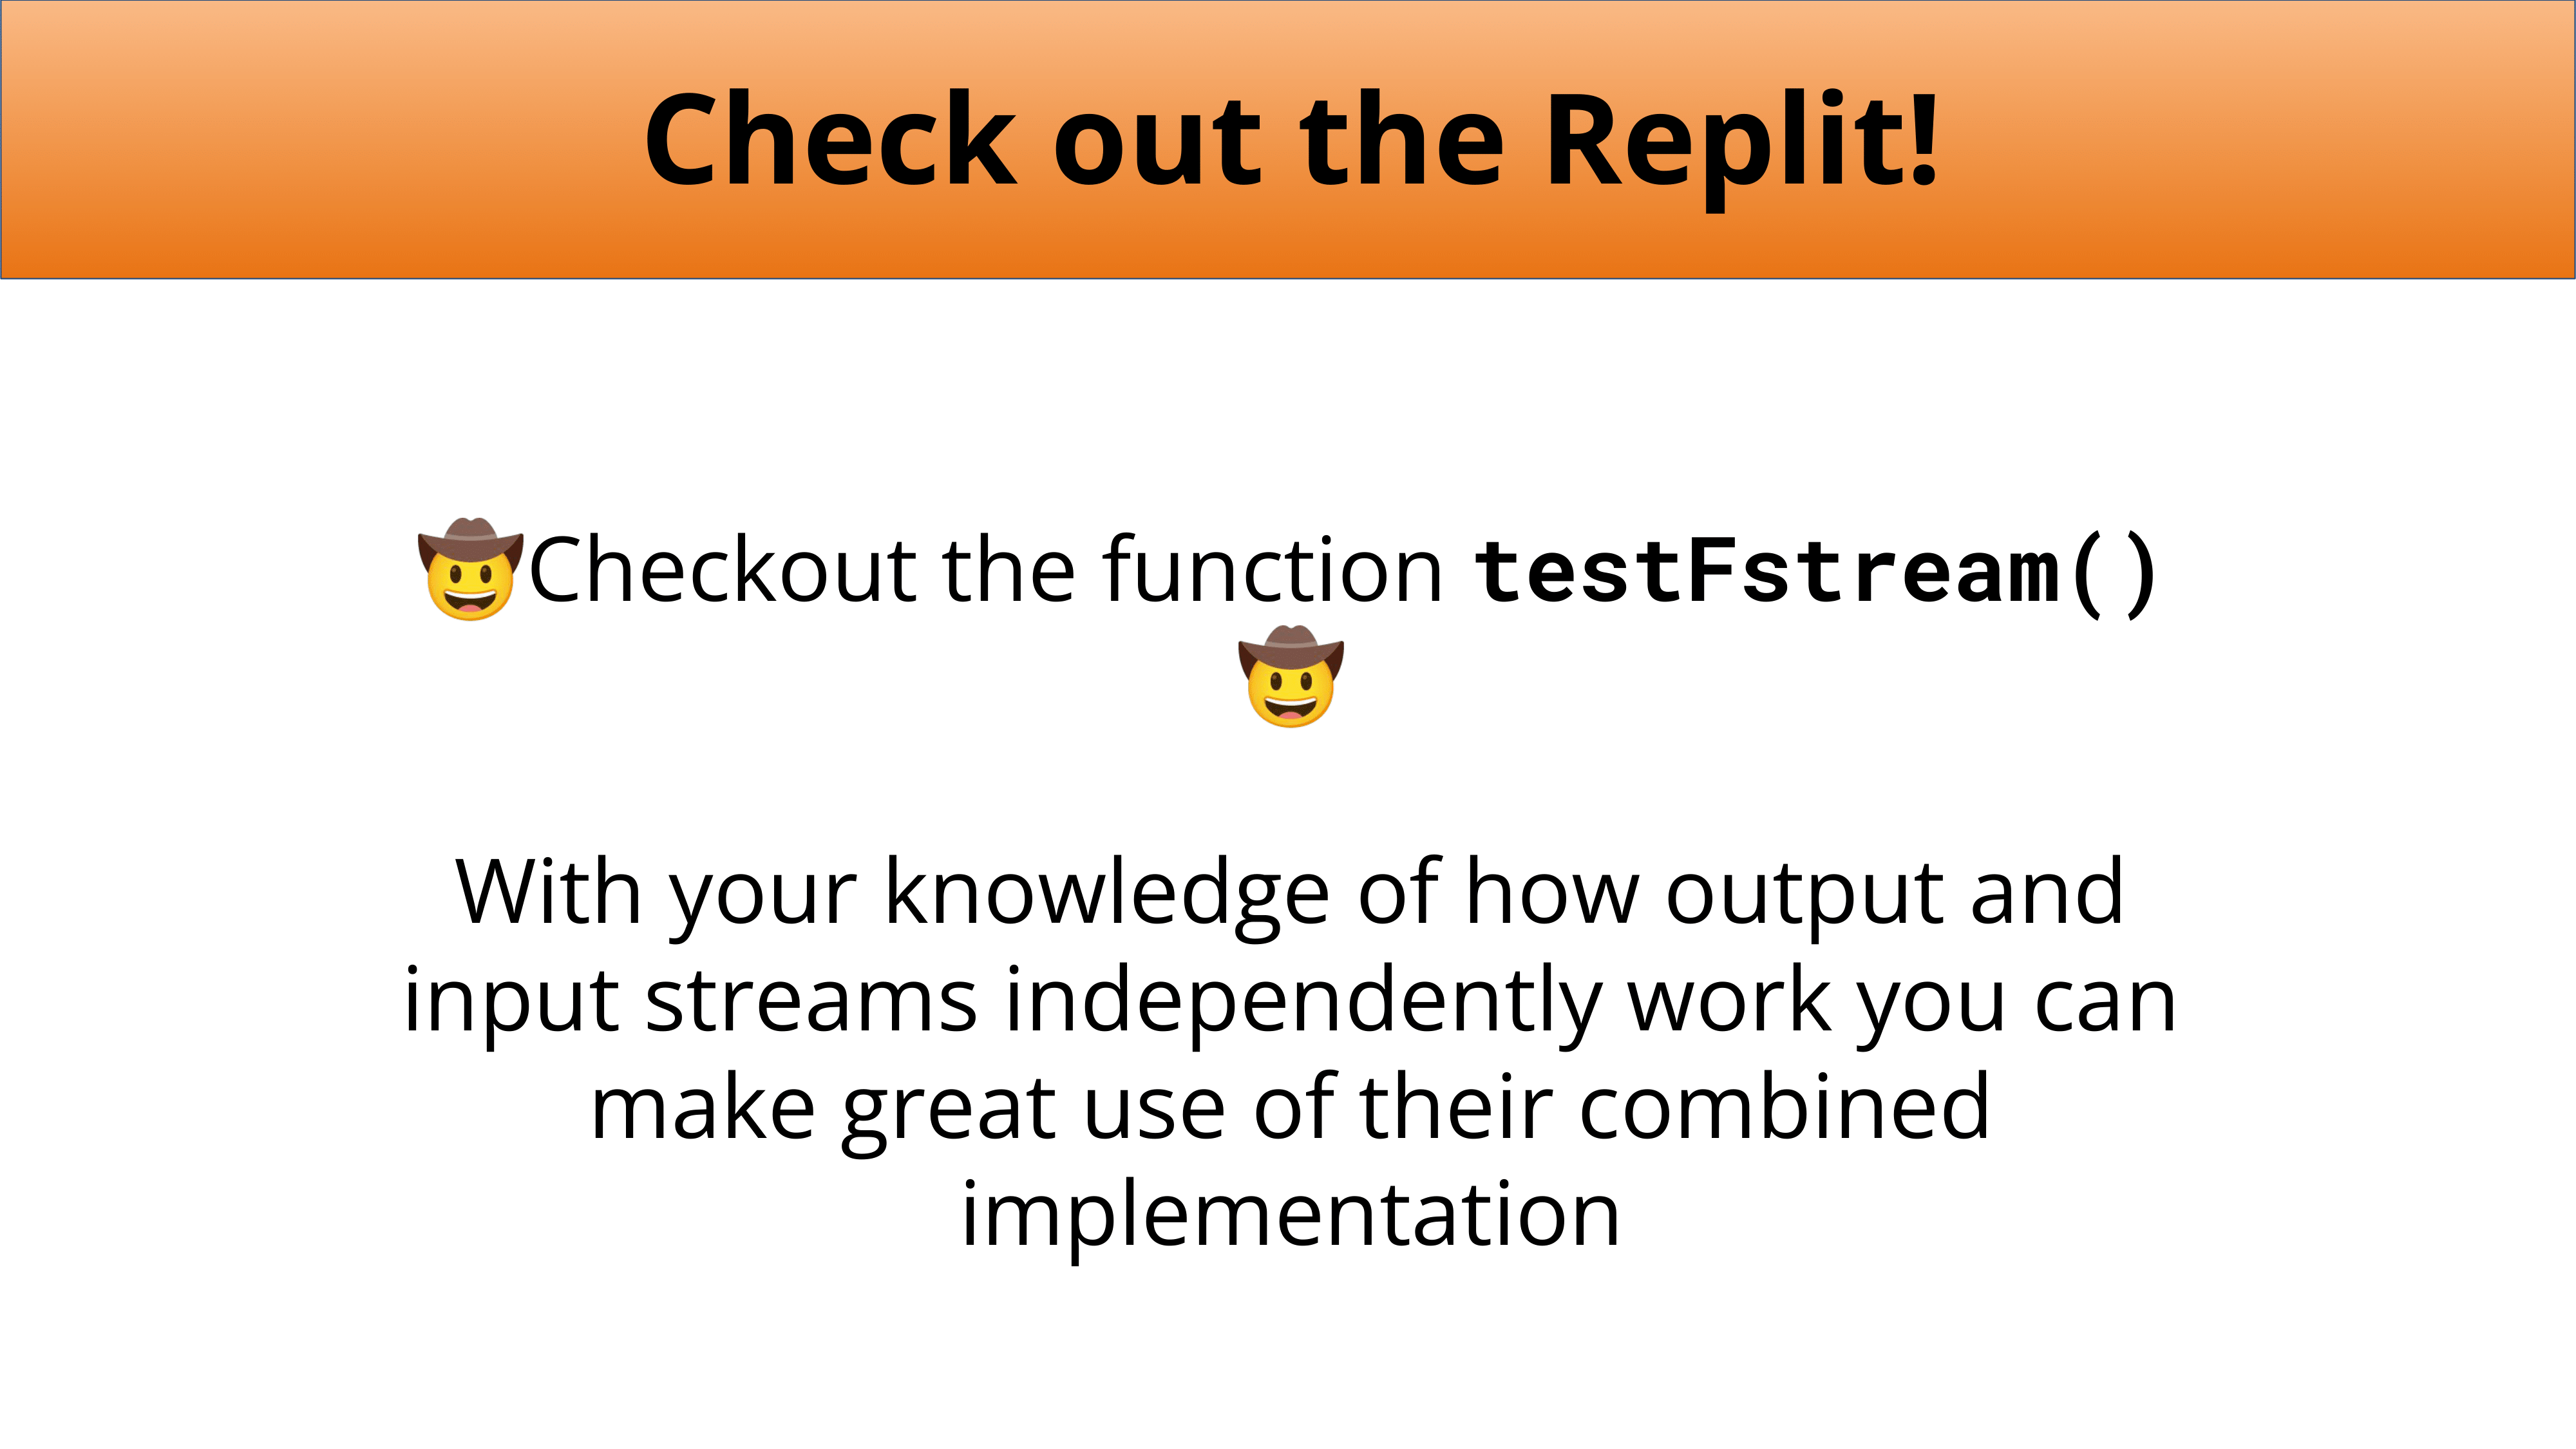 Check out the Replit!
🤠Checkout the function testFstream()
🤠
With your knowledge of how output and
input streams independently work you can
make great use of their combined
implementation